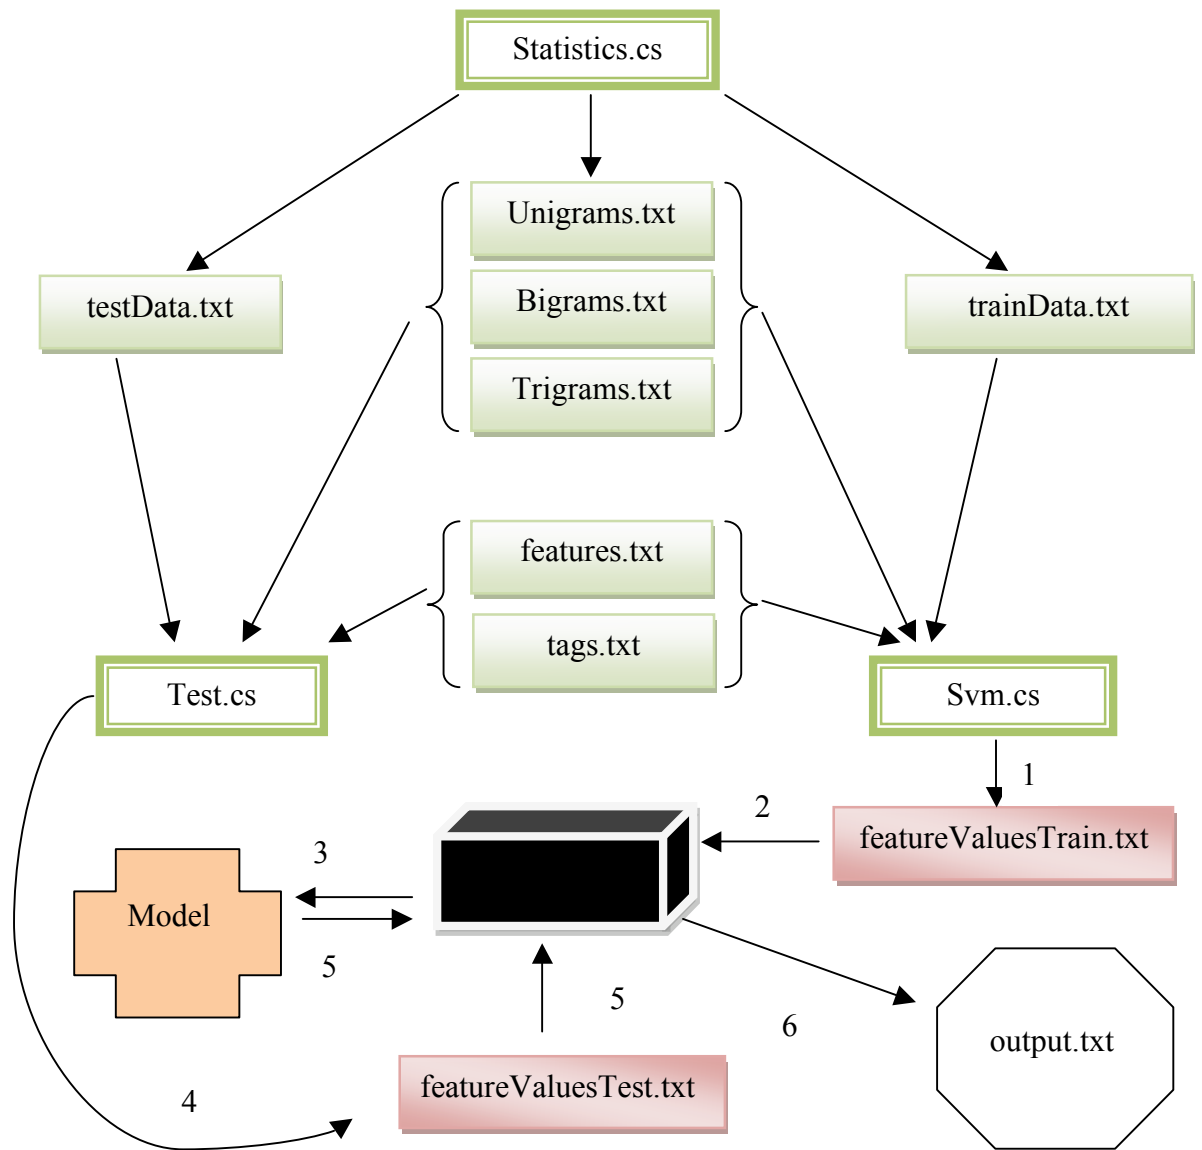 Statistics.cs
Unigrams.txt
testData.txt
Bigrams.txt
trainData.txt
Trigrams.txt
features.txt
tags.txt
Test.cs
Svm.cs
1
2
featureValuesTrain.txt
3
Model
5
5
6
output.txt
featureValuesTest.txt
4